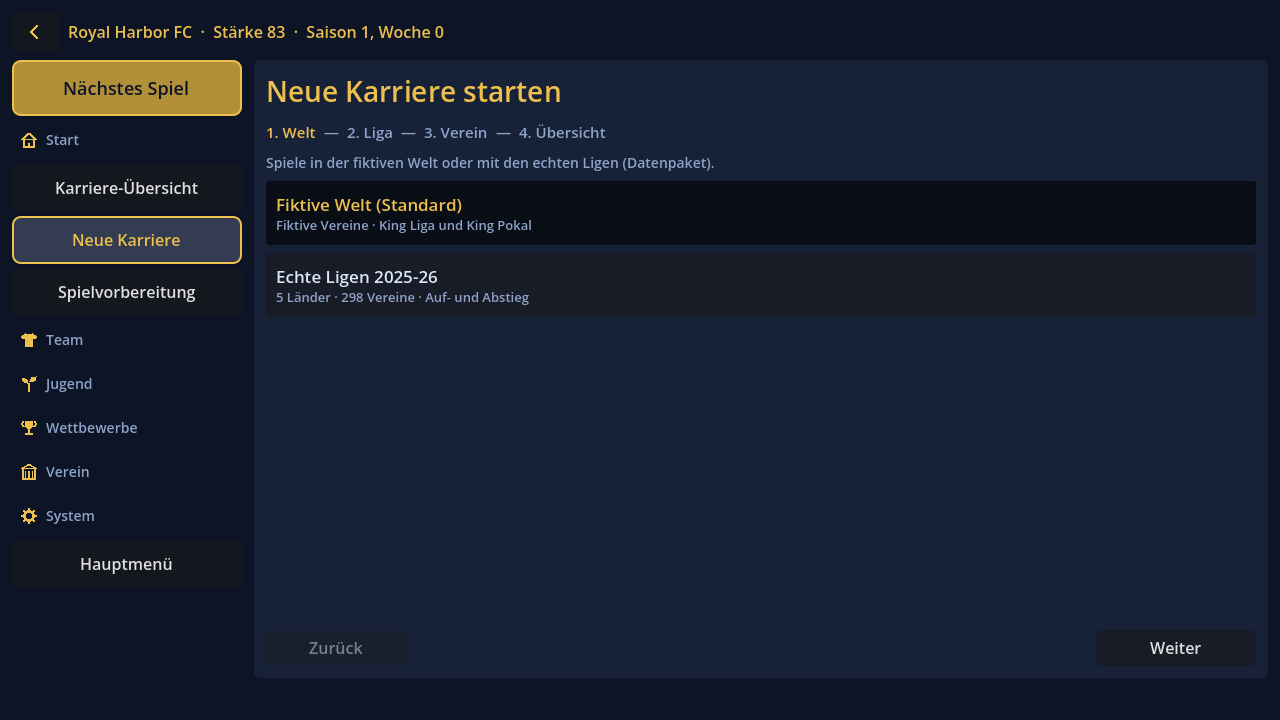 Royal Harbor FC · Stärke 83 · Saison 1, Woche 0
Nächstes Spiel
Start
Karriere-Übersicht
Neue Karriere
Spielvorbereitung
Team
Jugend
Wettbewerbe
Verein
System
Hauptmenü
Neue Karriere starten
1. Welt — 2. Liga — 3. Verein — 4. Übersicht
Spiele in der fiktiven Welt oder mit den echten Ligen (Datenpaket).
Fiktive Welt (Standard)
Fiktive Vereine · King Liga und King Pokal
Echte Ligen 2025-26
5 Länder · 298 Vereine · Auf- und Abstieg
Zurück
Weiter